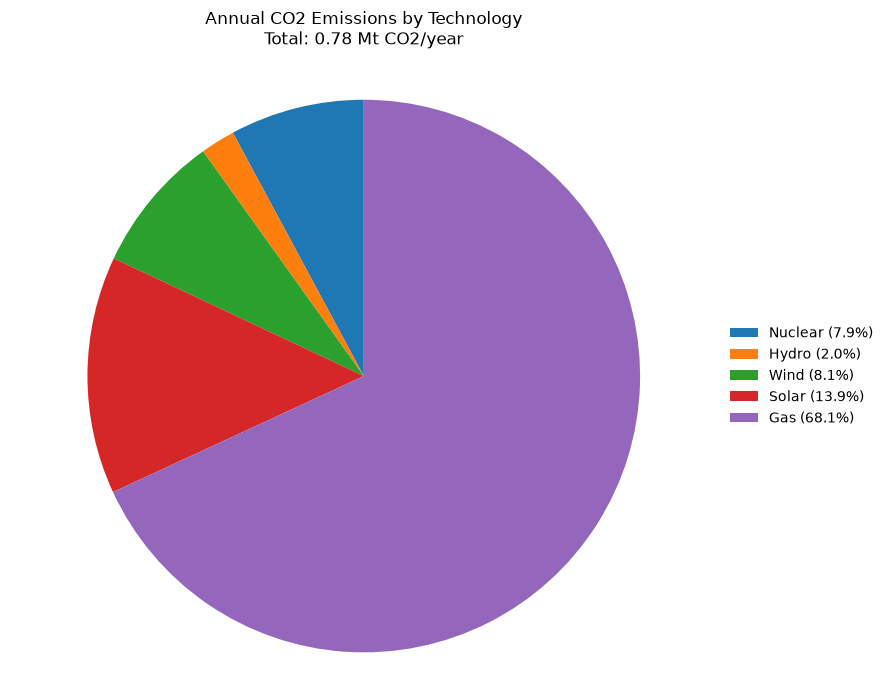 Annual CO2 Emissions by Technology
Total: 0.78 Mt CO2/year
Nuclear (7.9%)
Hydro (2.0%)
Wind (8.1%)
Solar (13.9%)
Gas (68.1%)